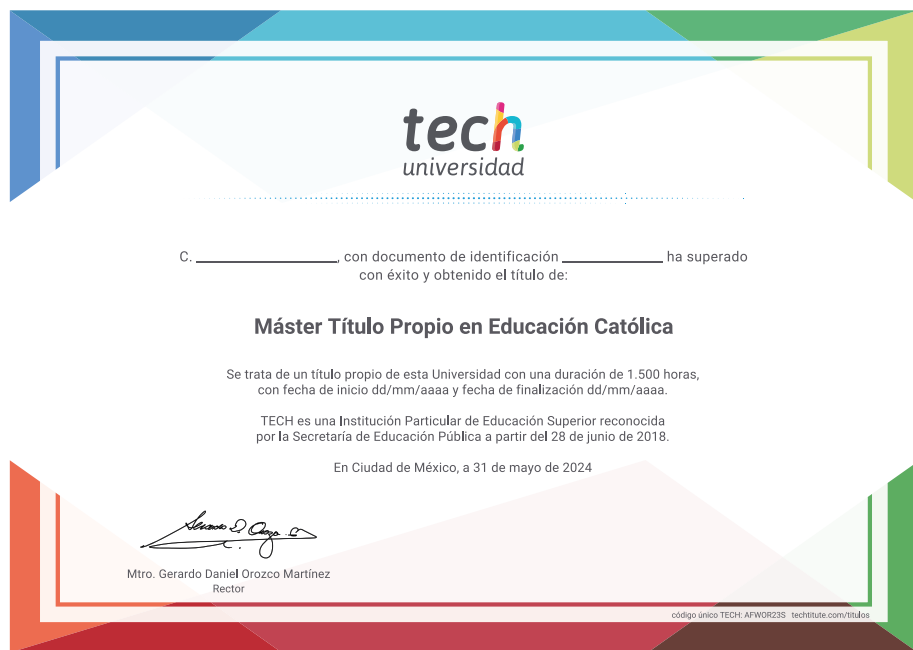 tech
universidad
C. ____________, con documento de identificación ____________ ha superado
con éxito y obtenido el título de:
Máster Título Propio en Educación Católica
Se trata de un título propio de esta Universidad con una duración de 1.500 horas,
con fecha de inicio dd/mm/aaaa y fecha de finalización dd/mm/aaaa.
TECH es una Institución Particular de Educación Superior reconocida
por la Secretaría de Educación Pública a partir del 28 de junio de 2018.
En Ciudad de México, a 31 de mayo de 2024
Mtro. Gerardo Daniel Orozco Martínez
Rector
código único TECH: AFWOR23S techtitute.com/titulos